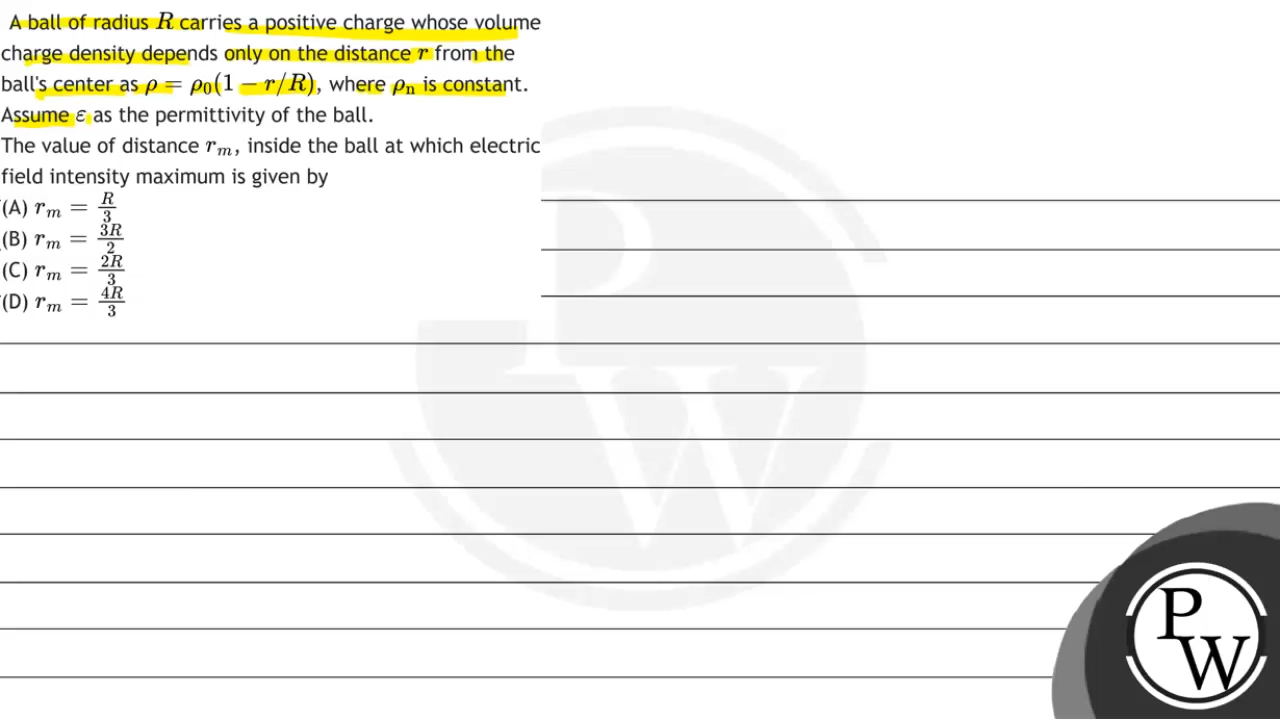 A ball of radius R carries a positive charge whose volume
charge density depends only on the distance r from the
ball's center as ρ = ρ₀(1 − r/R), where ρₙ is constant.
Assume ε as the permittivity of the ball.
The value of distance rₘ, inside the ball at which electric
field intensity maximum is given by
(A) rₘ = R/3
(B) rₘ = 3R/2
(C) rₘ = 2R/3
(D) rₘ = 4R/3
P
W
P
W